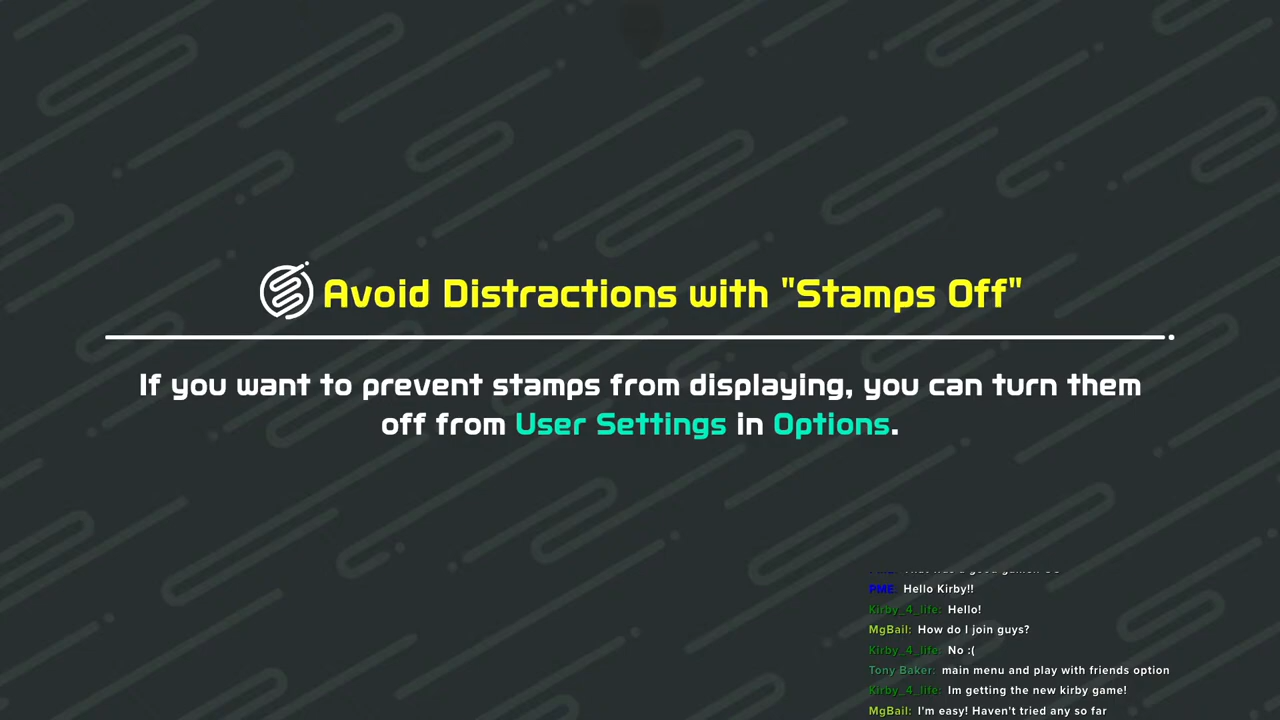 Avoid Distractions with "Stamps Off"
If you want to prevent stamps from displaying, you can turn them
off from User Settings in Options.
PME: Hello Kirby!!
Kirby_4_life: Hello!
MgBail: How do I join guys?
Kirby_4_life: No :(
Tony Baker: main menu and play with friends option
Kirby_4_life: Im getting the new kirby game!
MgBail: I'm easy! Haven't tried any so far